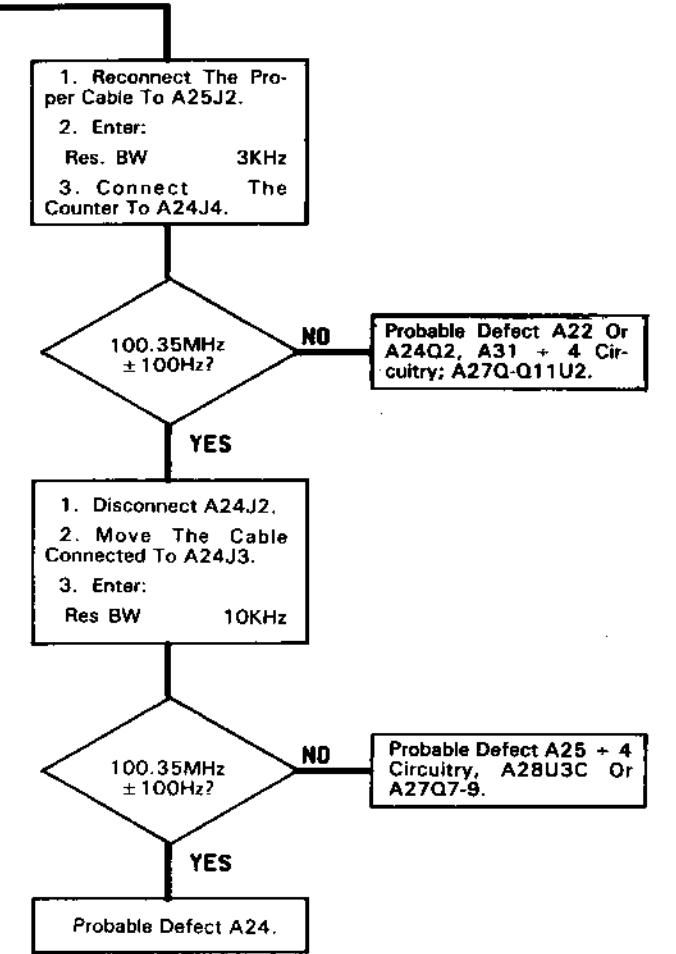 1. Reconnect The Pro-
per Cable To A25J2.
2. Enter:
Res. BW 3KHz
3. Connect The
Counter To A24J4.
100.35MHz
± 100Hz?
NO
Probable Defect A22 Or
A24Q2, A31 ÷ 4 Cir-
cuitry; A27Q-Q11U2.
YES
1. Disconnect A24J2.
2. Move The Cable
Connected To A24J3.
3. Enter:
Res BW 10KHz
100.35MHz
± 100Hz?
NO
Probable Defect A25 ÷ 4
Circuitry, A28U3C Or
A27Q7-9.
YES
Probable Defect A24.